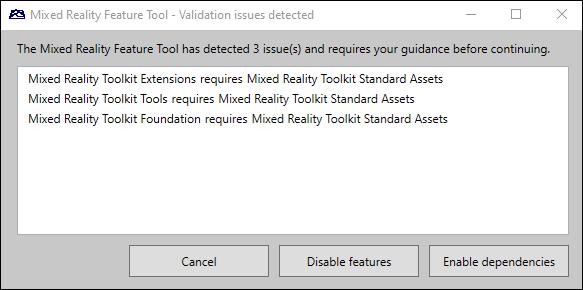 Mixed Reality Feature Tool - Validation issues detected
The Mixed Reality Feature Tool has detected 3 issue(s) and requires your guidance before continuing.
Mixed Reality Toolkit Extensions requires Mixed Reality Toolkit Standard Assets
Mixed Reality Toolkit Tools requires Mixed Reality Toolkit Standard Assets
Mixed Reality Toolkit Foundation requires Mixed Reality Toolkit Standard Assets
Cancel
Disable features
Enable dependencies